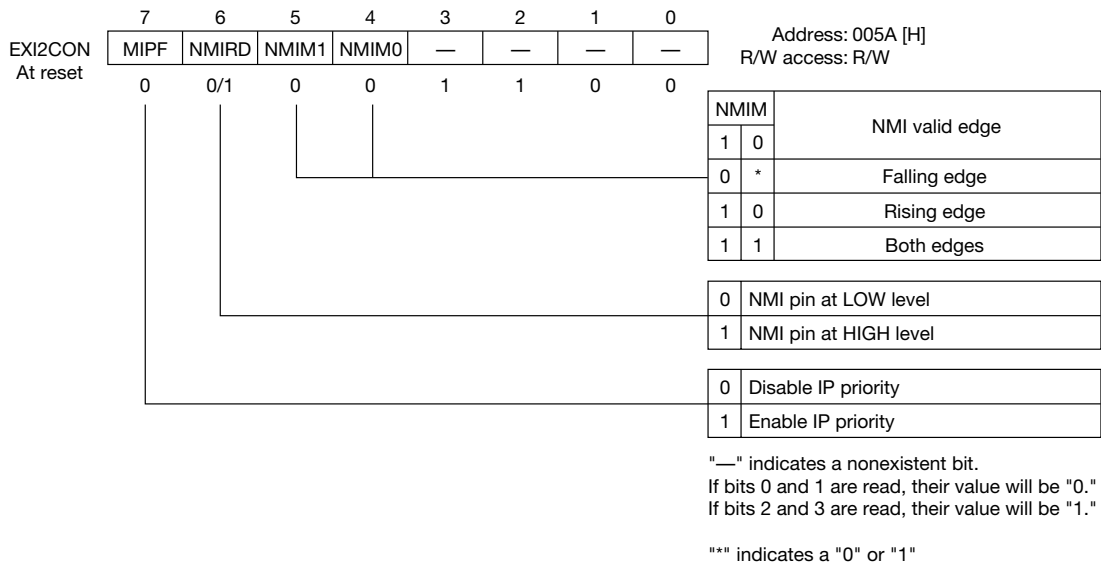 7 6 5 4 3 2 1 0
EXI2CON MIPF NMIRD NMIM1 NMIM0 — — — —
At reset 0 0/1 0 0 1 1 0 0
Address: 005A [H]
R/W access: R/W
NMIM NMI valid edge
1 0
0 * Falling edge
1 0 Rising edge
1 1 Both edges
0 NMI pin at LOW level
1 NMI pin at HIGH level
0 Disable IP priority
1 Enable IP priority
"—" indicates a nonexistent bit.
If bits 0 and 1 are read, their value will be "0."
If bits 2 and 3 are read, their value will be "1."
"*" indicates a "0" or "1"